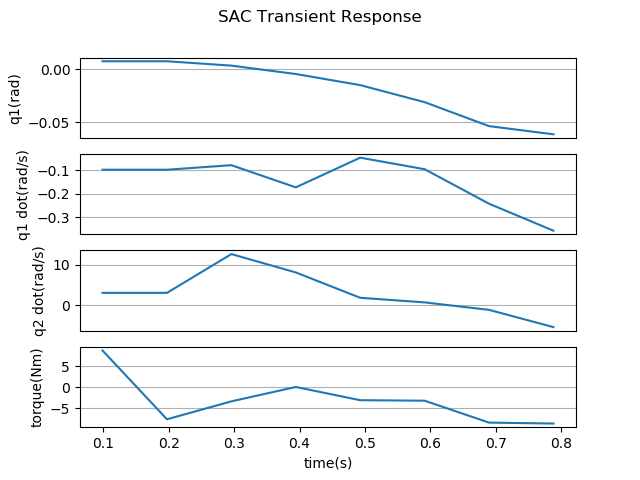 SAC Transient Response
q1(rad)
0.00
−0.05
q1 dot(rad/s)
−0.1
−0.2
−0.3
q2 dot(rad/s)
10
0
torque(Nm)
5
0
−5
0.1 0.2 0.3 0.4 0.5 0.6 0.7 0.8
time(s)